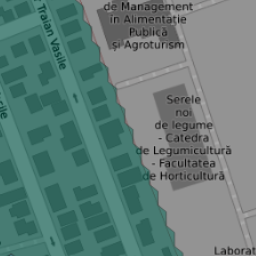 de Management
în Alimentație
Publică
și Agroturism
Traian Vasile
Serele
noi
de legume
- Catedra
de Legumicultură
- Facultatea
de Horticultură
Laborat